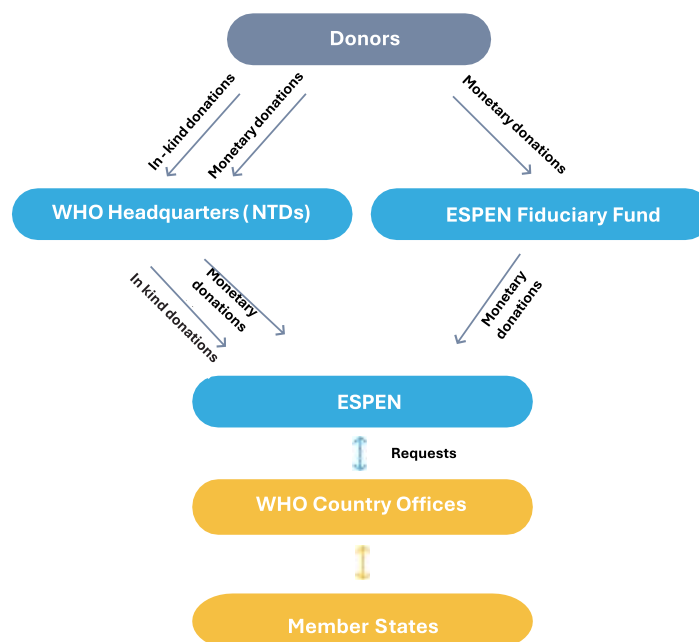 Donors
In - kind donations
Monetary donations
Monetary donations
WHO Headquarters ( NTDs)
ESPEN Fiduciary Fund
In kind donations
Monetary
donations
Monetary
donations
ESPEN
Requests
WHO Country Offices
Member States